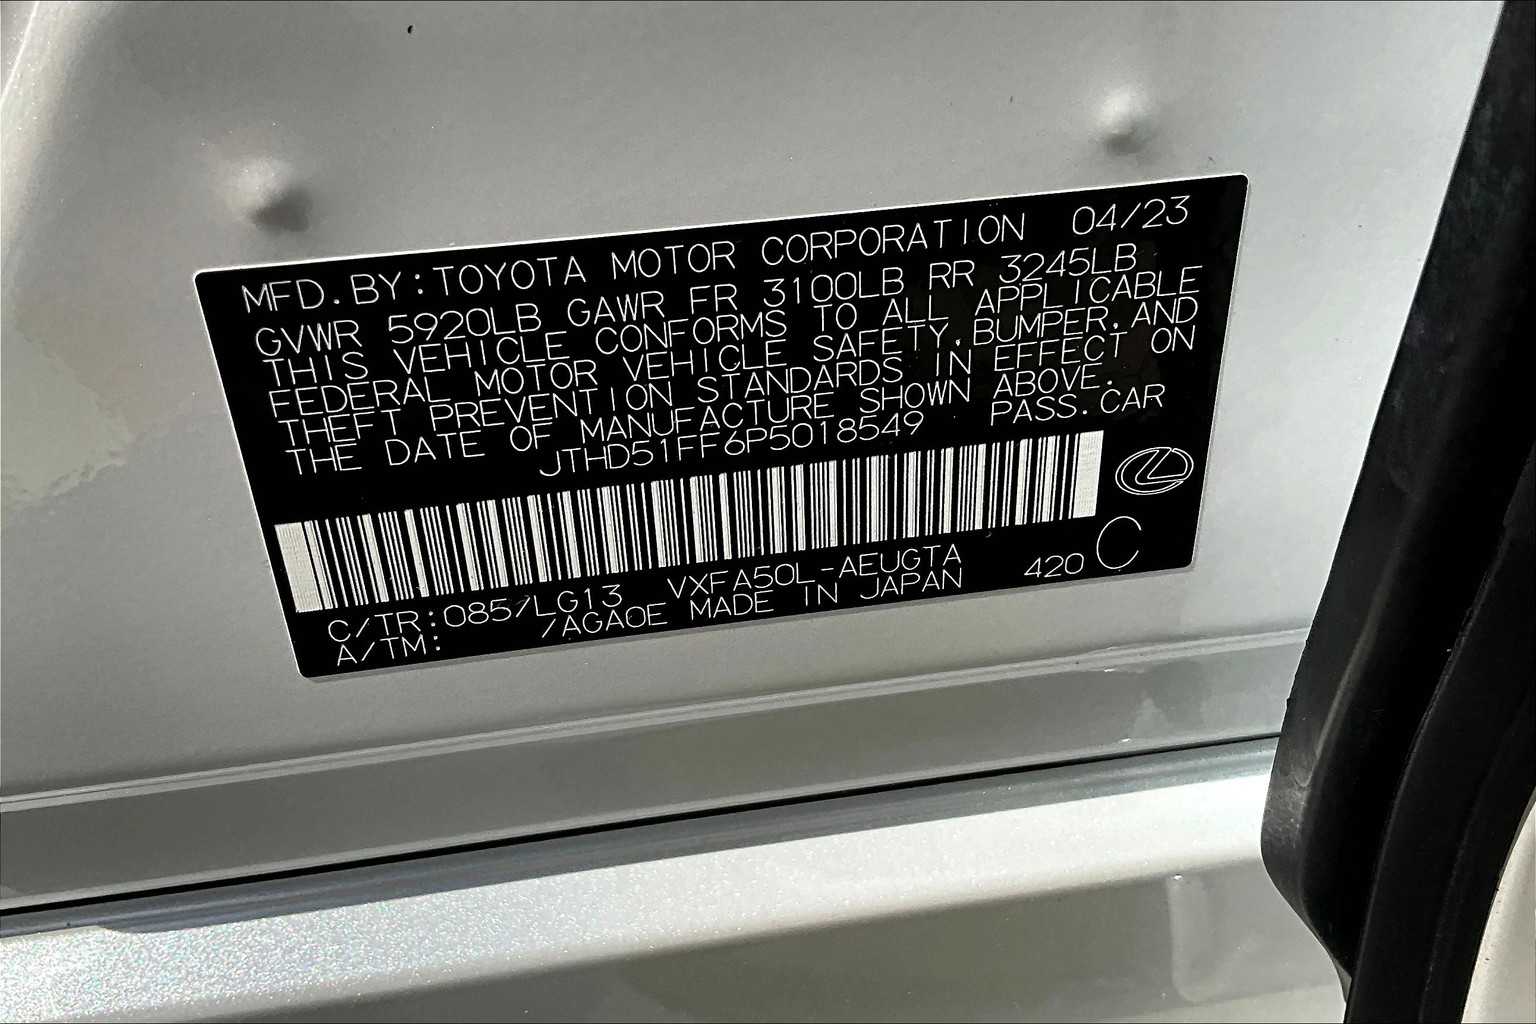 MFD. BY: TOYOTA MOTOR CORPORATION 04/23
GVWR 5920LB GAWR FR 3100LB RR 3245LB
THIS VEHICLE CONFORMS TO ALL APPLICABLE
FEDERAL MOTOR VEHICLE SAFETY, BUMPER, AND
THEFT PREVENTION STANDARDS IN EFFECT ON
THE DATE OF MANUFACTURE SHOWN ABOVE.
JTHD51FF6P5018549 PASS. CAR
C/TR: 085/LG13 VXFA50L-AEUGTA 420 C
A/TM: /AGA0E MADE IN JAPAN